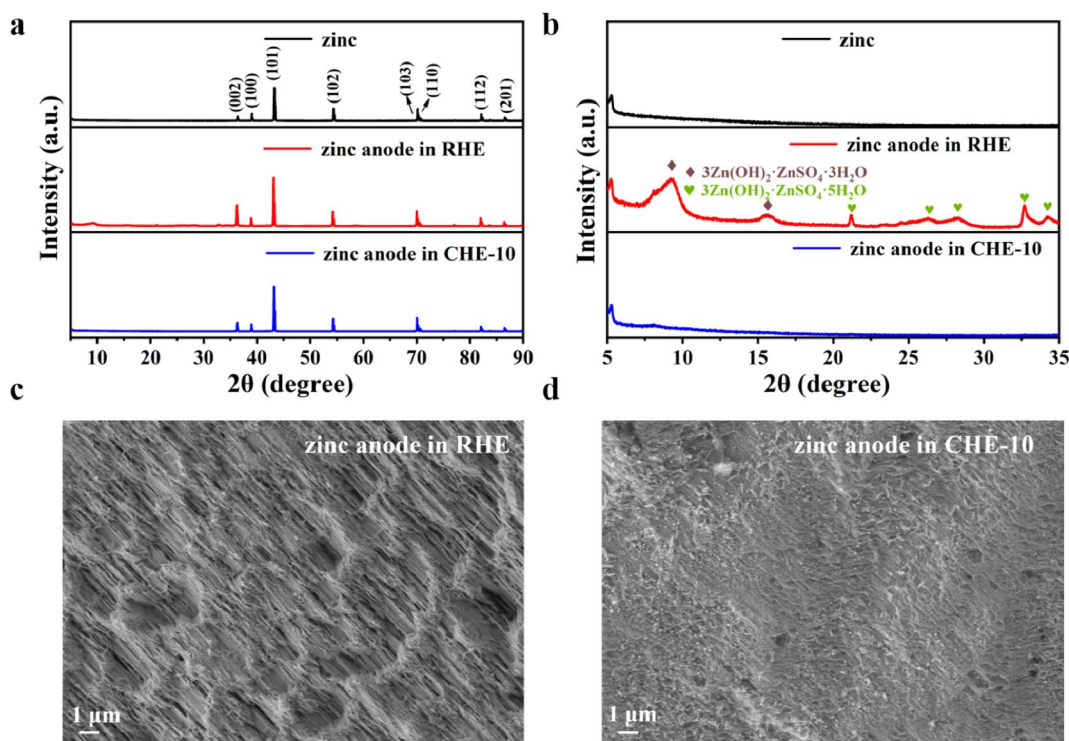 a
zinc
(002)
(100)
(101)
(102)
(103)
(110)
(112)
(201)
zinc anode in RHE
zinc anode in CHE-10
Intensity (a.u.)
10 20 30 40 50 60 70 80 90
2θ (degree)
b
zinc
zinc anode in RHE
◆ 3Zn(OH)₂·ZnSO₄·3H₂O
♥ 3Zn(OH)₂·ZnSO₄·5H₂O
zinc anode in CHE-10
Intensity (a.u.)
5 10 15 20 25 30 35
2θ (degree)
c
zinc anode in RHE
1 μm
d
zinc anode in CHE-10
1 μm